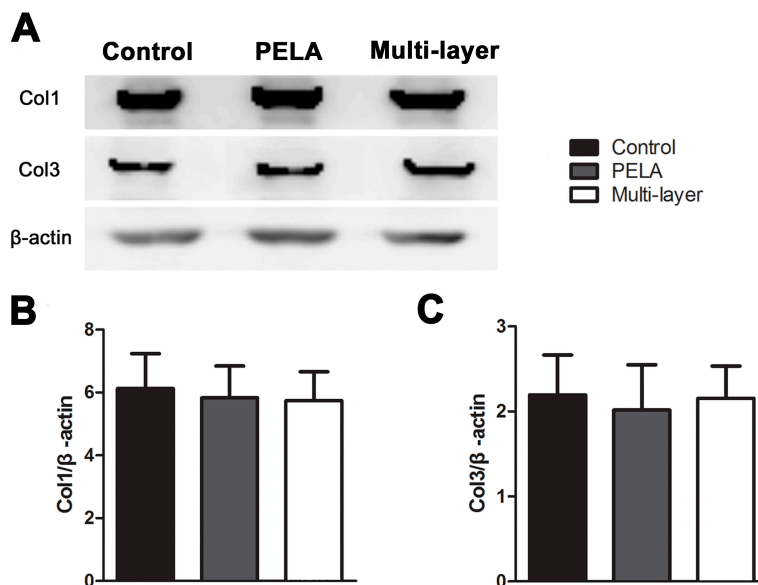 A
Control PELA Multi-layer
Col1
Col3
β-actin
Control
PELA
Multi-layer
B
8
6
4
2
0
Col1/β -actin
C
3
2
1
0
Col3/β -actin